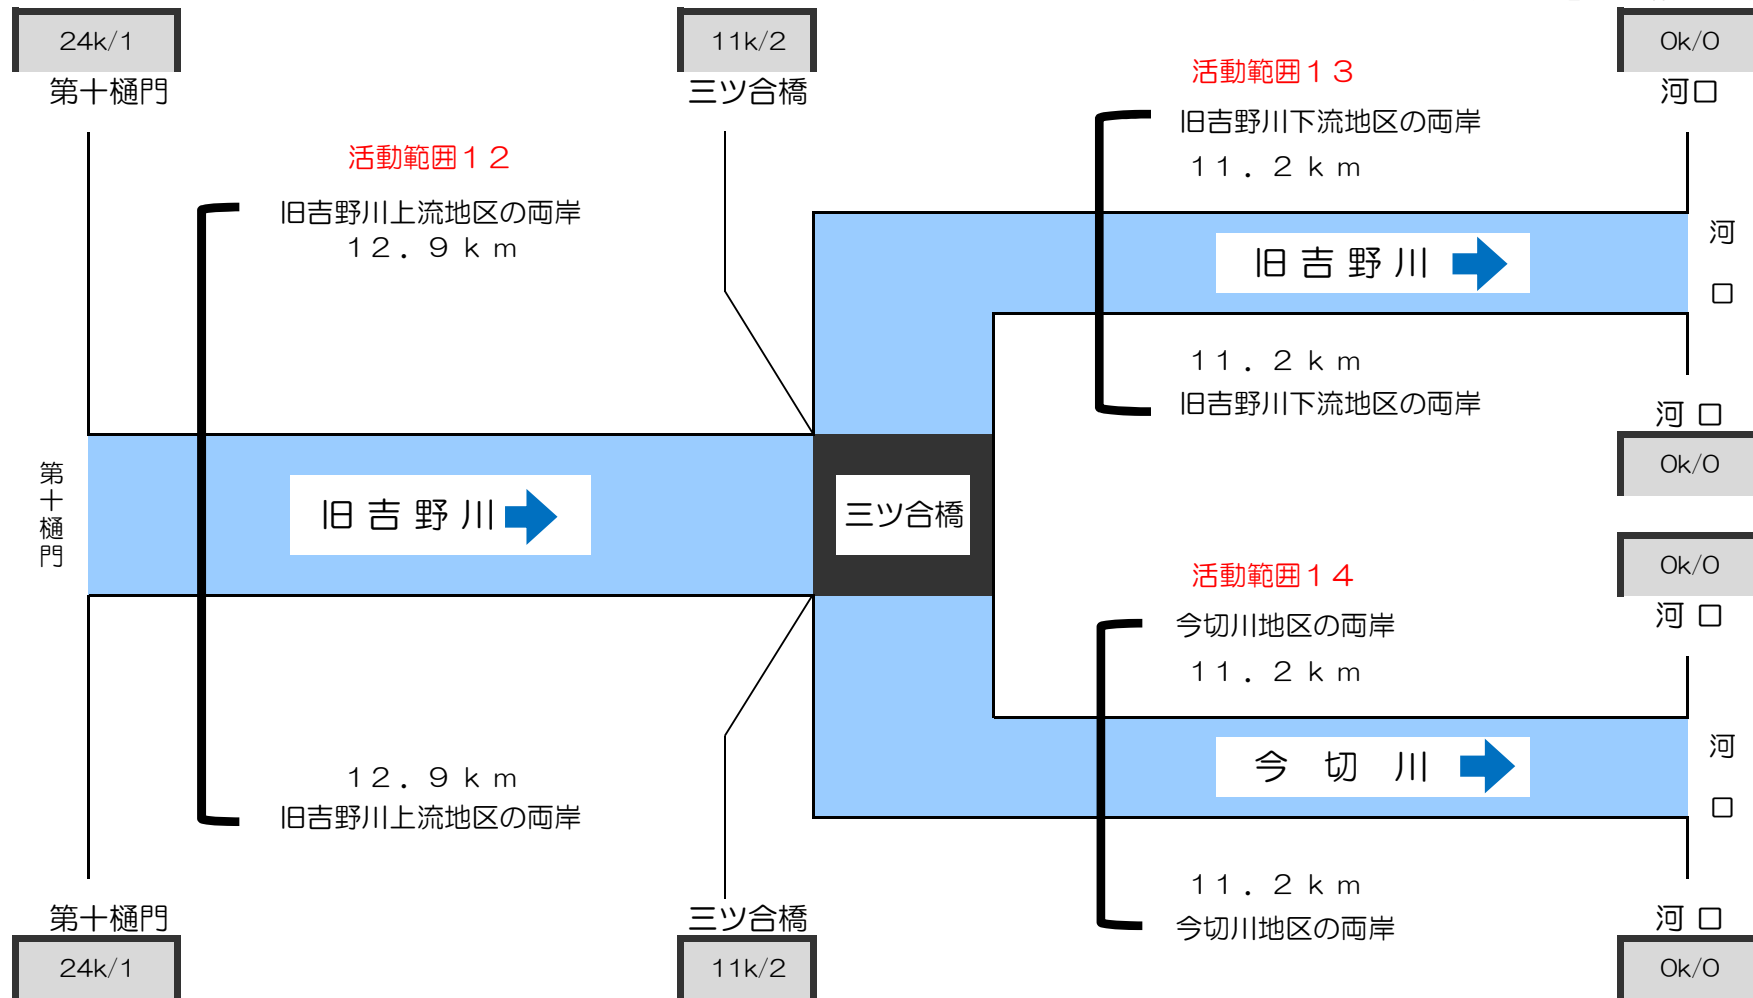 24k/1
第十樋門
11k/2
三ツ合橋
0k/0
河口
活動範囲12
旧吉野川上流地区の両岸
12.9km
活動範囲13
旧吉野川下流地区の両岸
11.2km
旧吉野川
河口
11.2km
旧吉野川下流地区の両岸
河口
0k/0
第十樋門
旧吉野川
三ツ合橋
0k/0
河口
活動範囲14
今切川地区の両岸
11.2km
今切川
河口
12.9km
旧吉野川上流地区の両岸
11.2km
今切川地区の両岸
第十樋門
24k/1
三ツ合橋
11k/2
河口
0k/0